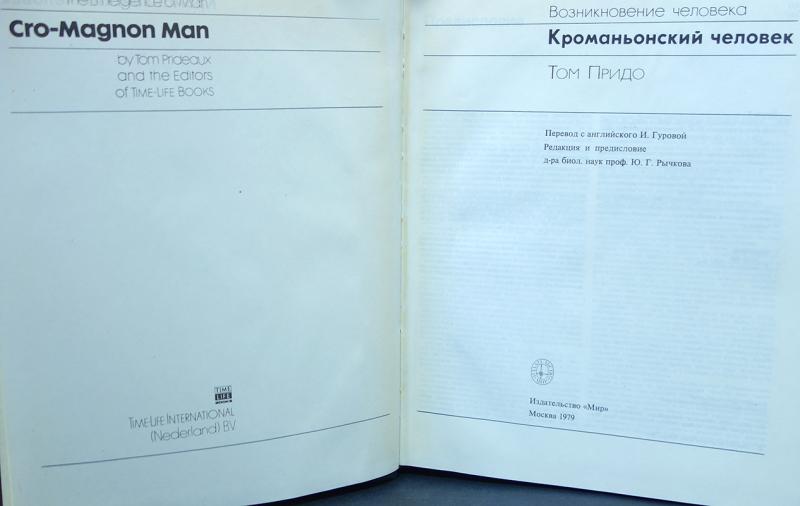 The Emergence of Man
Cro-Magnon Man
by Tom Prideaux
and the Editors
of TIME-LIFE BOOKS
TIME
LIFE
BOOKS
TIME-LIFE INTERNATIONAL
(Nederland) BV
Возникновение человека
Кроманьонский человек
Том Придо
Перевод с английского И. Гуровой
Редакция и предисловие
д-ра биол. наук проф. Ю. Г. Рычкова
Издательство «Мир»
Москва 1979